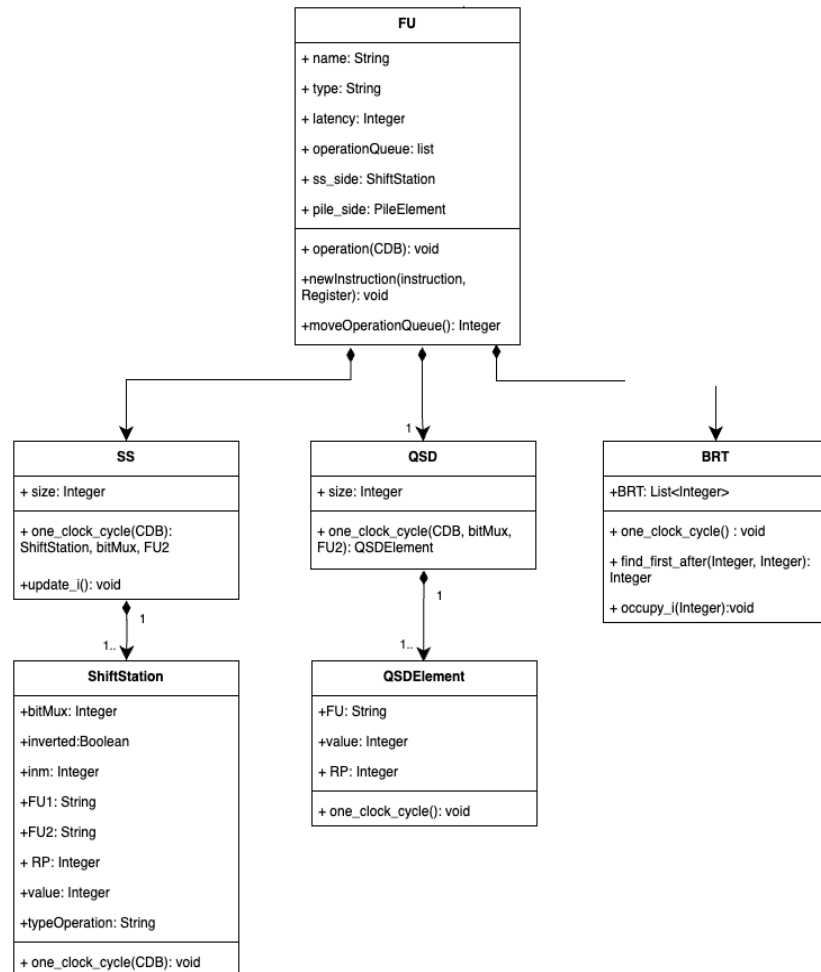 FU
+ name: String
+ type: String
+ latency: Integer
+ operationQueue: list
+ ss_side: ShiftStation
+ pile_side: PileElement
+ operation(CDB): void
+newInstruction(instruction,
Register): void
+moveOperationQueue(): Integer
1
SS
+ size: Integer
+ one_clock_cycle(CDB):
ShiftStation, bitMux, FU2
+update_i(): void
QSD
+ size: Integer
+ one_clock_cycle(CDB, bitMux,
FU2): QSDElement
BRT
+BRT: List<Integer>
+ one_clock_cycle() : void
+ find_first_after(Integer, Integer):
Integer
+ occupy_i(Integer):void
1
1..
1
1..
ShiftStation
+bitMux: Integer
+inverted:Boolean
+inm: Integer
+FU1: String
+FU2: String
+ RP: Integer
+value: Integer
+typeOperation: String
+ one_clock_cycle(CDB): void
QSDElement
+FU: String
+value: Integer
+ RP: Integer
+ one_clock_cycle(): void